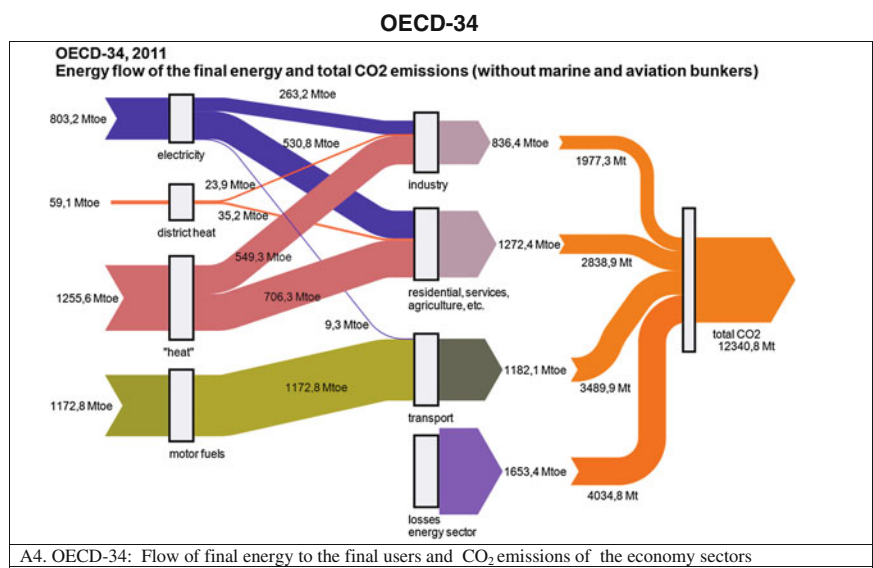 OECD-34
OECD-34, 2011
Energy flow of the final energy and total CO2 emissions (without marine and aviation bunkers)
263,2 Mtoe
803,2 Mtoe
530,8 Mtoe
836,4 Mtoe
electricity
1977,3 Mt
industry
23,9 Mtoe
59,1 Mtoe
35,2 Mtoe
district heat
1272,4 Mtoe
549,3 Mtoe
2838,9 Mt
residential, services,
agriculture, etc.
1255,6 Mtoe
706,3 Mtoe
9,3 Mtoe
total CO2
12340,8 Mt
"heat"
1182,1 Mtoe
1172,8 Mtoe
3489,9 Mt
1172,8 Mtoe
transport
motor fuels
1653,4 Mtoe
4034,8 Mt
losses
energy sector
A4. OECD-34: Flow of final energy to the final users and CO₂ emissions of the economy sectors